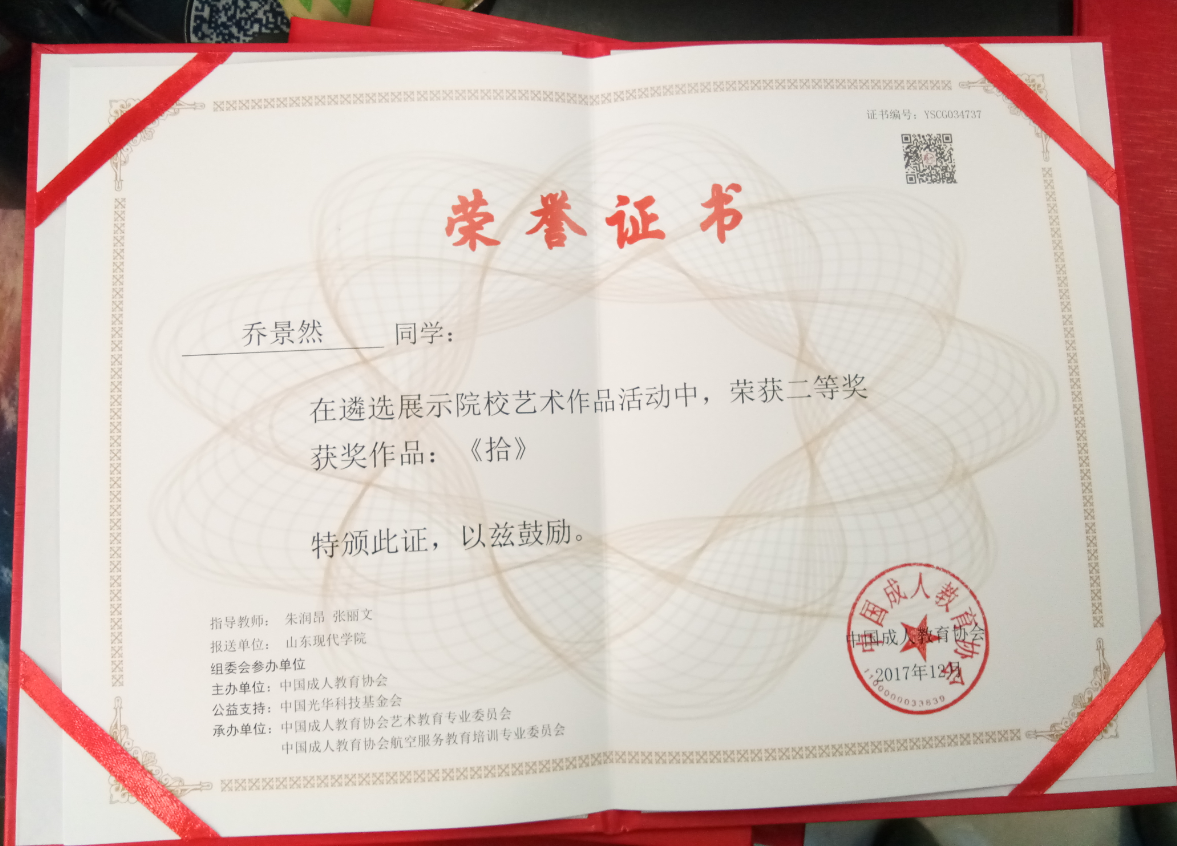 证书编号：YSCG034737
荣誉证书
乔景然 同学：
在遴选展示院校艺术作品活动中，荣获二等奖
获奖作品：《拾》
特颁此证，以兹鼓励。
指导教师： 朱润昂 张丽文
报送单位： 山东现代学院
组委会参办单位
主办单位：中国成人教育协会
公益支持：中国光华科技基金会
承办单位：中国成人教育协会艺术教育专业委员会
中国成人教育协会航空服务教育培训专业委员会
中国成人教育协会
中国成人教育协会
2017年12月
1100000033639